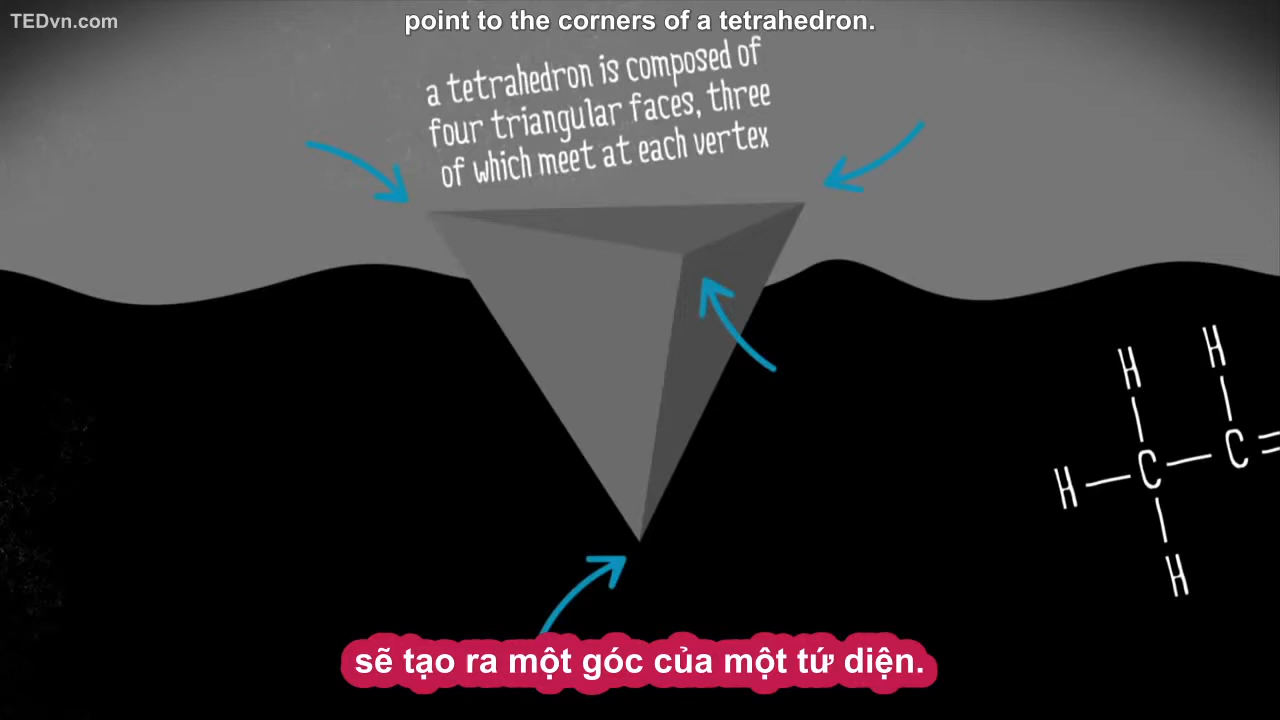 TEDvn.com
point to the corners of a tetrahedron.
a tetrahedron is composed of
four triangular faces, three
of which meet at each vertex
H H
H – C – C =
H
sẽ tạo ra một góc của một tứ diện.